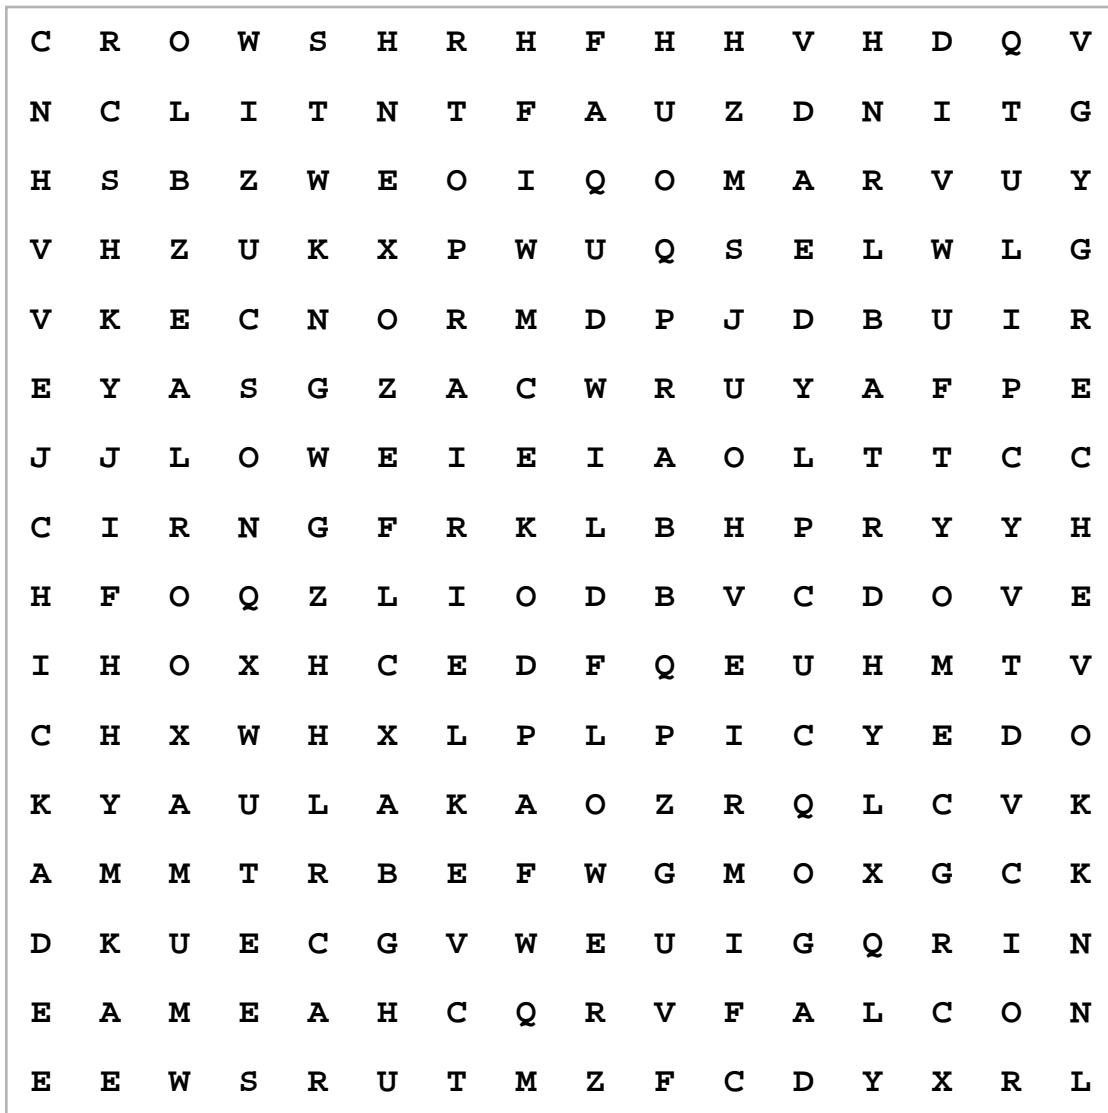 C R O W S H R H F H H V H D Q V
N C L I T N T F A U Z D N I T G
H S B Z W E O I Q O M A R V U Y
V H Z U K X P W U Q S E L W L G
V K E C N O R M D P J D B U I R
E Y A S G Z A C W R U Y A F P E
J J L O W E I E I A O L T T C C
C I R N G F R K L B H P R Y Y H
H F O Q Z L I O D B V C D O V E
I H O X H C E D F Q E U H M T V
C H X W H X L P L P I C Y E D O
K Y A U L A K A O Z R Q L C V K
A M M T R B E F W G M O X G C K
D K U E C G V W E U I G Q R I N
E A M E A H C Q R V F A L C O N
E E W S R U T M Z F C D Y X R L